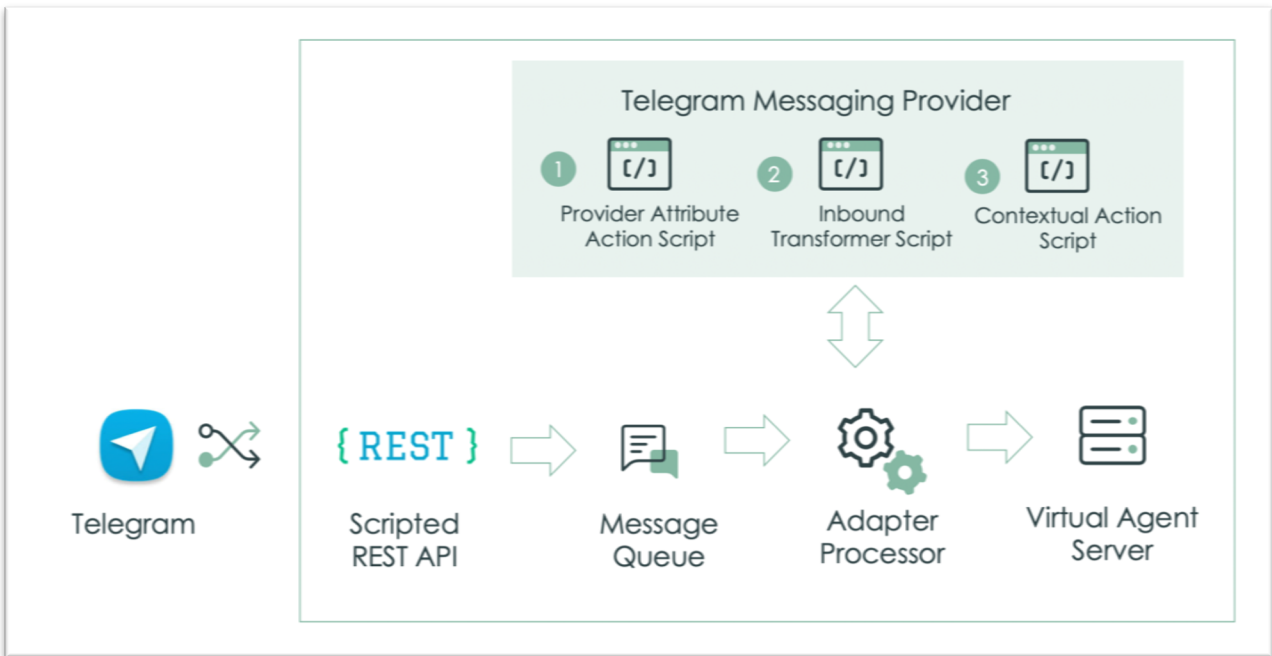 Telegram Messaging Provider
1
[/]
2
[/]
3
[/]
Provider Attribute
Action Script
Inbound
Transformer Script
Contextual Action
Script
{ REST }
Telegram
Scripted
REST API
Message
Queue
Adapter
Processor
Virtual Agent
Server